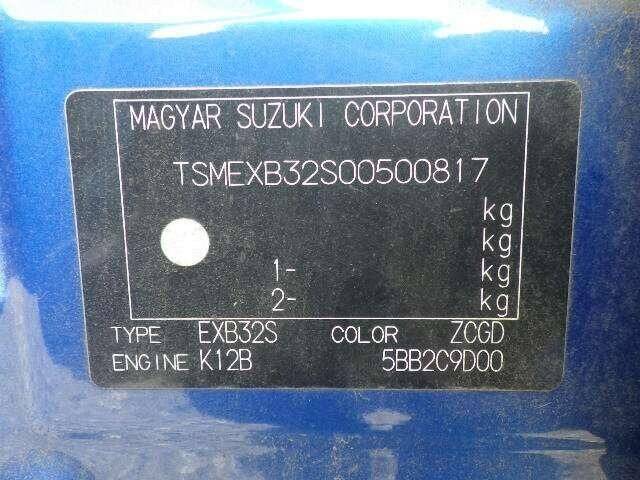 MAGYAR SUZUKI CORPORATION
TSMEXB32S00500817
kg
kg
1- kg
2- kg
TYPE EXB32S COLOR ZCGD
ENGINE K12B 5BB2C9D00